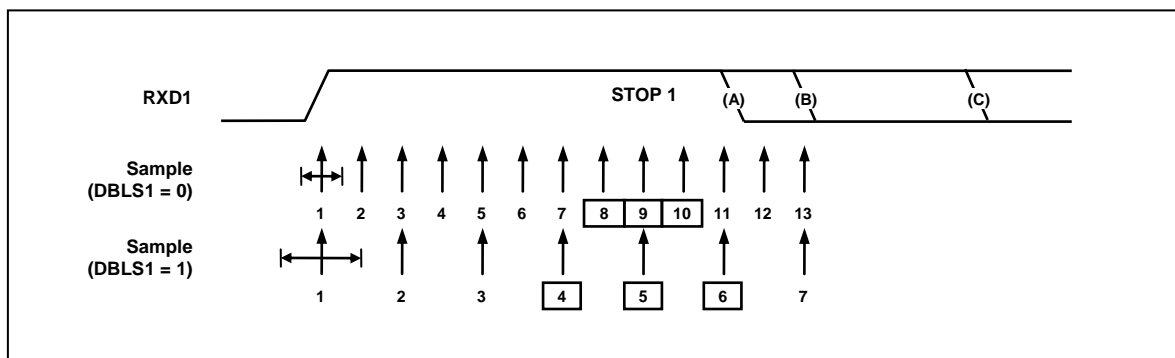 RXD1
STOP 1
(A)
(B)
(C)
Sample
(DBLS1 = 0)
1 2 3 4 5 6 7 8 9 10 11 12 13
Sample
(DBLS1 = 1)
1 2 3 4 5 6 7